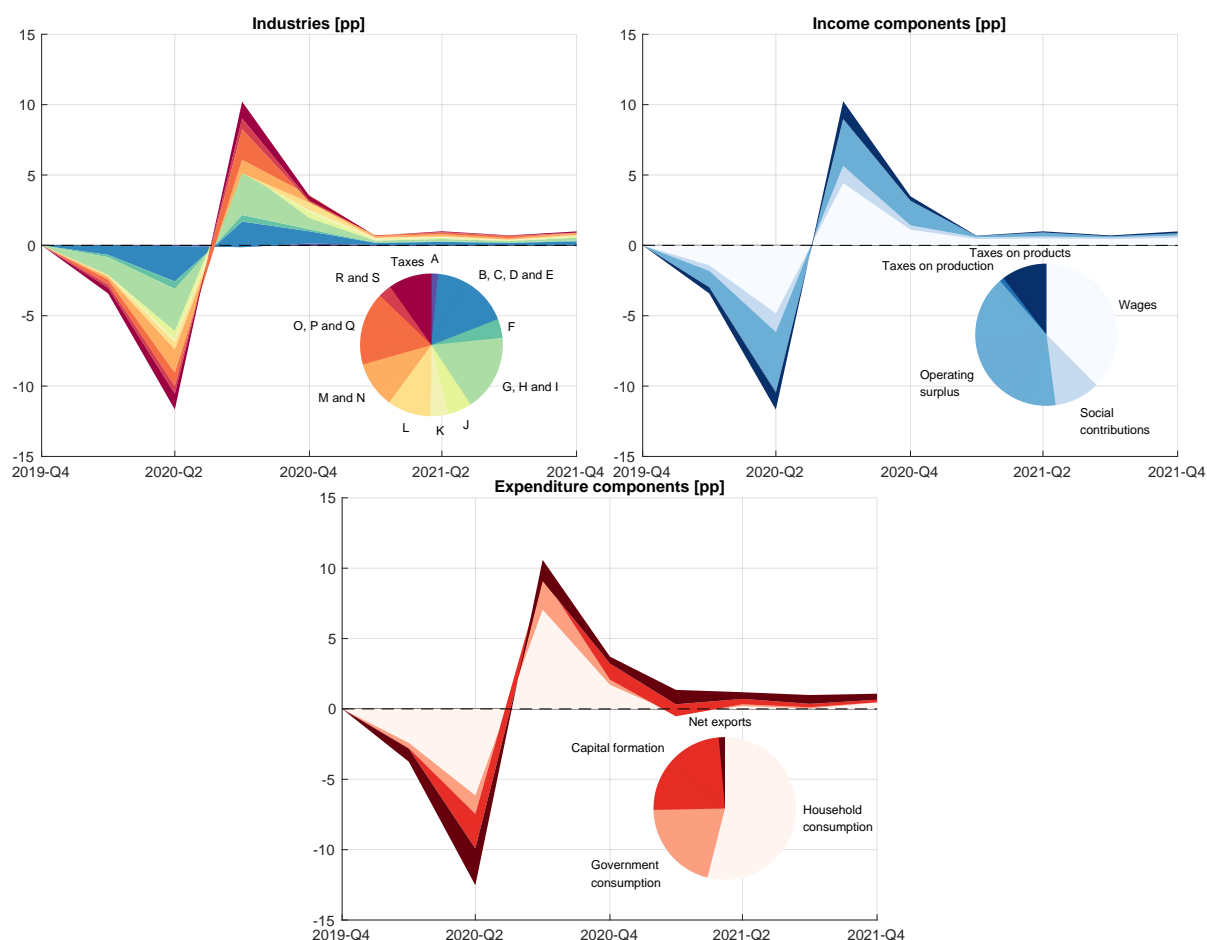 Industries [pp]
15
10
5
0
-5
-10
-15
2019-Q4
2020-Q2
2020-Q4
2021-Q2
2021-Q4
Taxes
A
B, C, D and E
R and S
F
O, P and Q
G, H and I
M and N
L
K
J
Income components [pp]
15
10
5
0
-5
-10
-15
2019-Q4
2020-Q2
2020-Q4
2021-Q2
2021-Q4
Taxes on products
Taxes on production
Wages
Operating
surplus
Social
contributions
Expenditure components [pp]
15
10
5
0
-5
-10
-15
2019-Q4
2020-Q2
2020-Q4
2021-Q2
2021-Q4
Net exports
Capital formation
Household
consumption
Government
consumption